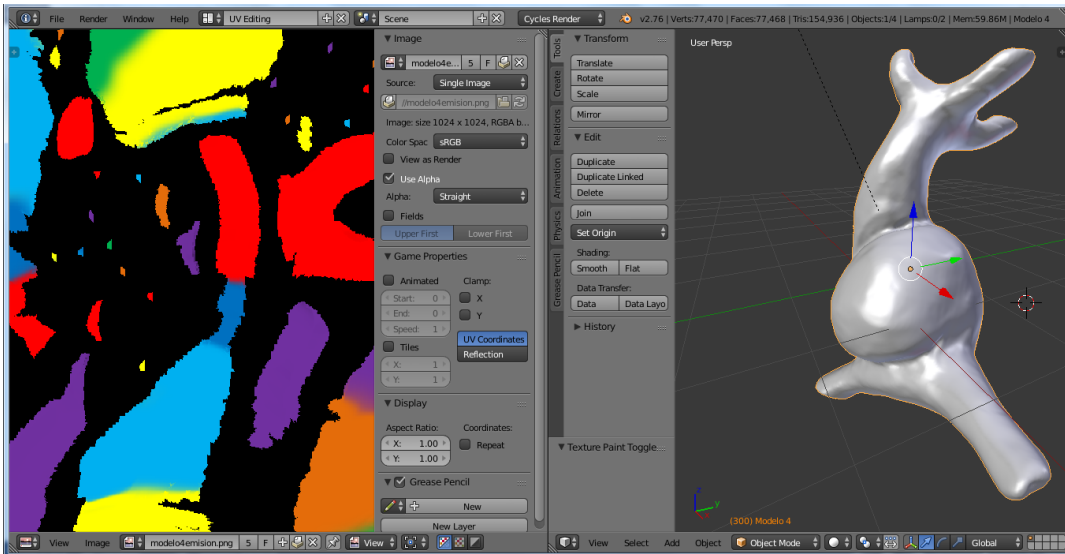 File Render Window Help UV Editing Scene Cycles Render v2.76 | Verts:77,470 | Faces:77,468 | Tris:154,936 | Objects:1/4 | Lamps:0/2 | Mem:59.86M | Modelo 4
Image
modelo4e... 5 F
Source: Single Image
//modelo4emision.png
Image: size 1024 x 1024, RGBA b...
Color Spac sRGB
View as Render
Use Alpha
Alpha: Straight
Fields
Upper First Lower First
Game Properties
Animated Clamp:
Start: 0 X
End: 0 Y
Speed: 1
UV Coordinates
Tiles
Reflection
X: 1
Y: 1
Display
Aspect Ratio: Coordinates:
X: 1.00 Repeat
Y: 1.00
Grease Pencil
New
New Layer
Tools
Create
Relations
Animation
Physics
Grease Pencil
Transform
Translate
Rotate
Scale
Mirror
Edit
Duplicate
Duplicate Linked
Delete
Join
Set Origin
Shading:
Smooth Flat
Data Transfer:
Data Data Layo
History
Texture Paint Toggle
User Persp
z
y
(300) Modelo 4
View Image modelo4emision.png 5 F View
View Select Add Object Object Mode Global